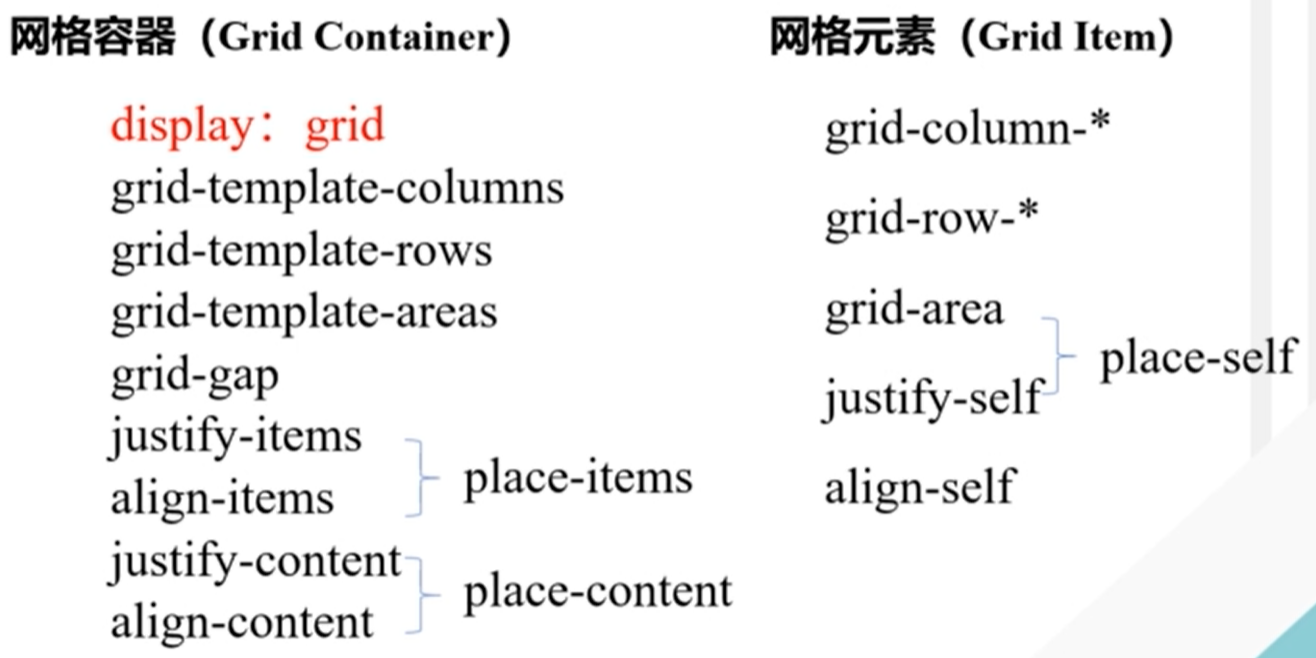 网格容器（Grid Container）
display：grid
grid-template-columns
grid-template-rows
grid-template-areas
grid-gap
justify-items
align-items
place-items
justify-content
align-content
place-content
网格元素（Grid Item）
grid-column-*
grid-row-*
grid-area
justify-self
place-self
align-self